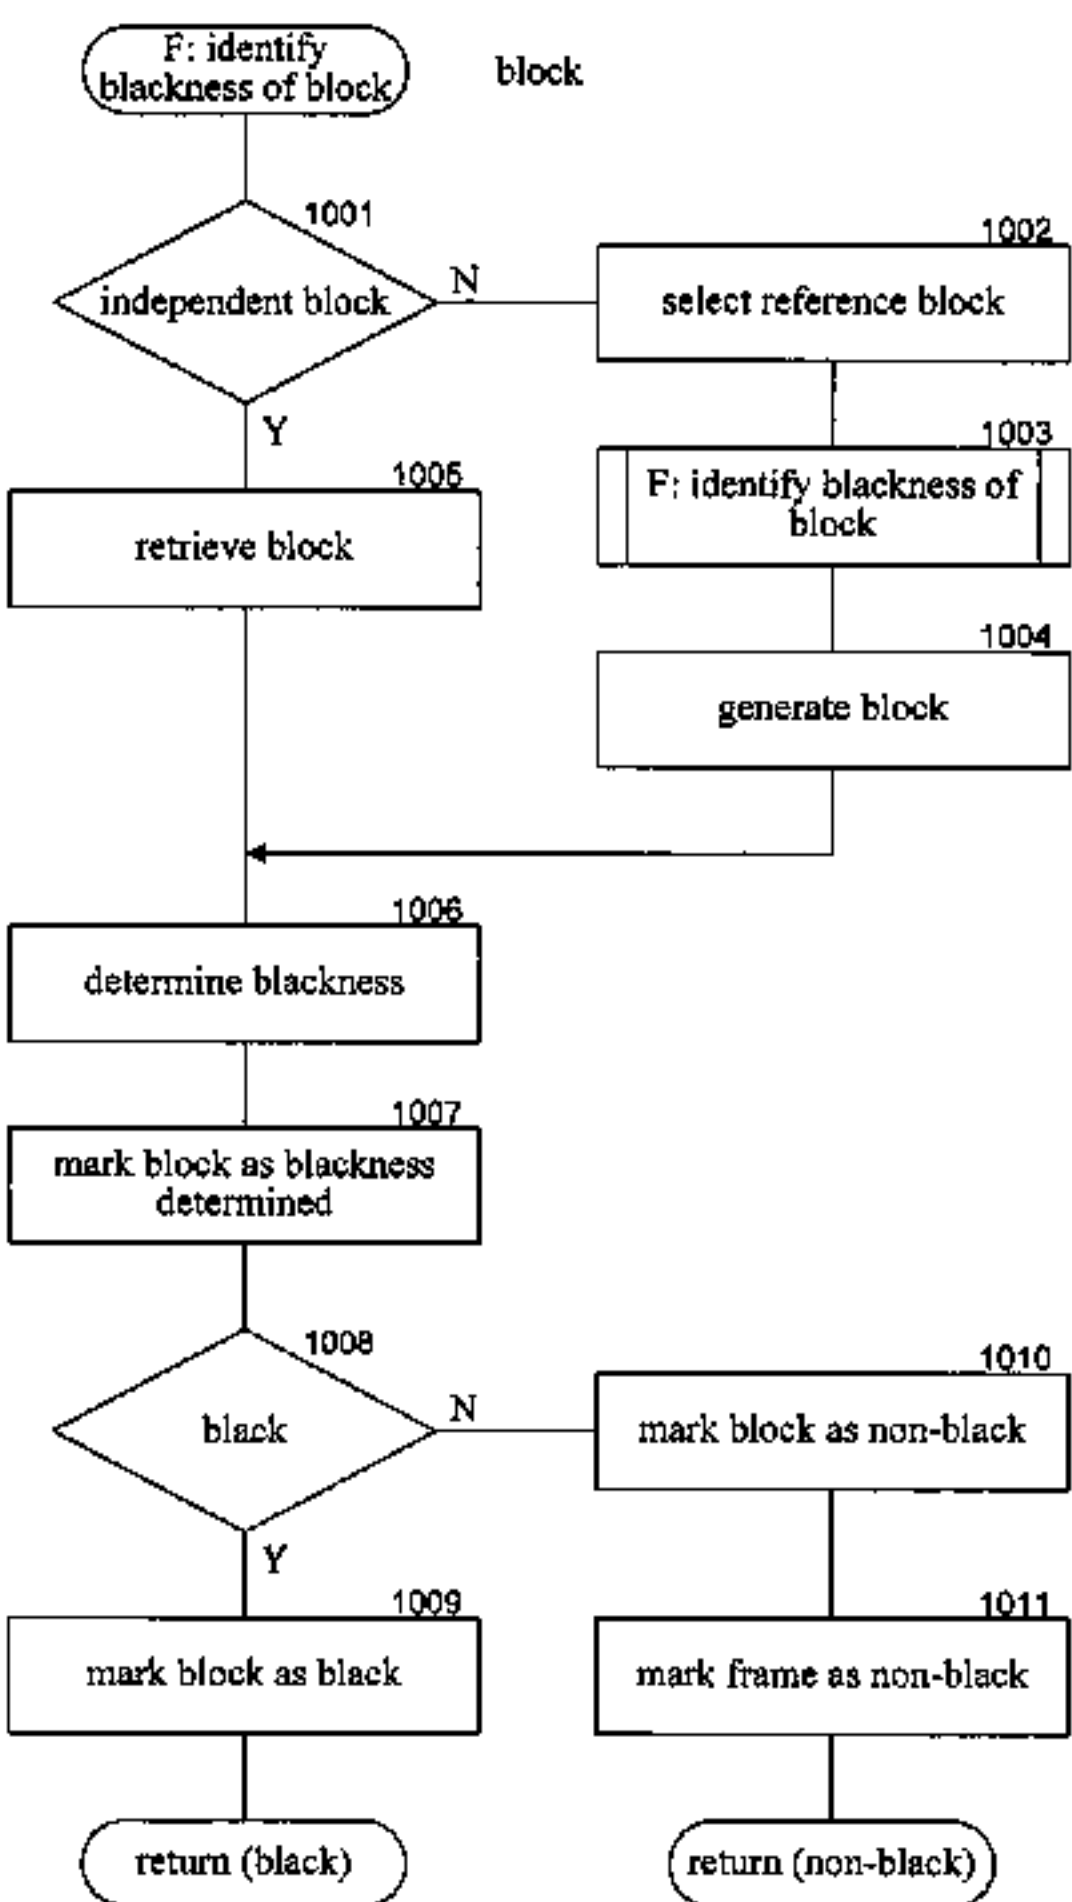 F: identify
blackness of block
block
1001
independent block
N
Y
1002
select reference block
1003
F: identify blackness of
block
1004
generate block
1005
retrieve block
1006
determine blackness
1007
mark block as blackness
determined
1008
black
N
Y
1010
mark block as non-black
1009
mark block as black
1011
mark frame as non-black
return (black)
return (non-black)